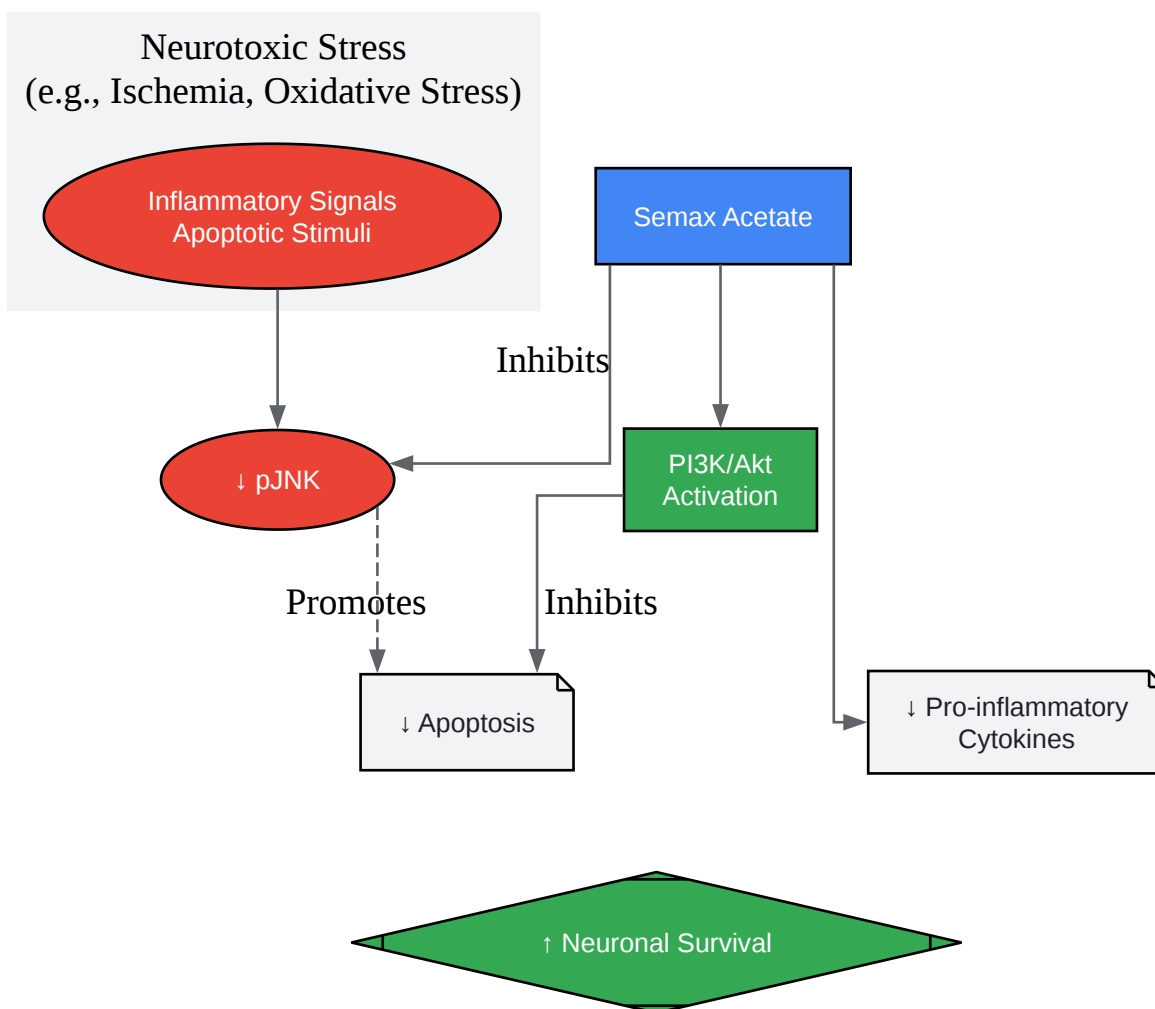 Neurotoxic Stress
(e.g., Ischemia, Oxidative Stress)
Inflammatory Signals
Apoptotic Stimuli
Semax Acetate
Inhibits
↓ pJNK
PI3K/Akt
Activation
Promotes
Inhibits
↓ Apoptosis
↓ Pro-inflammatory
Cytokines
↑ Neuronal Survival